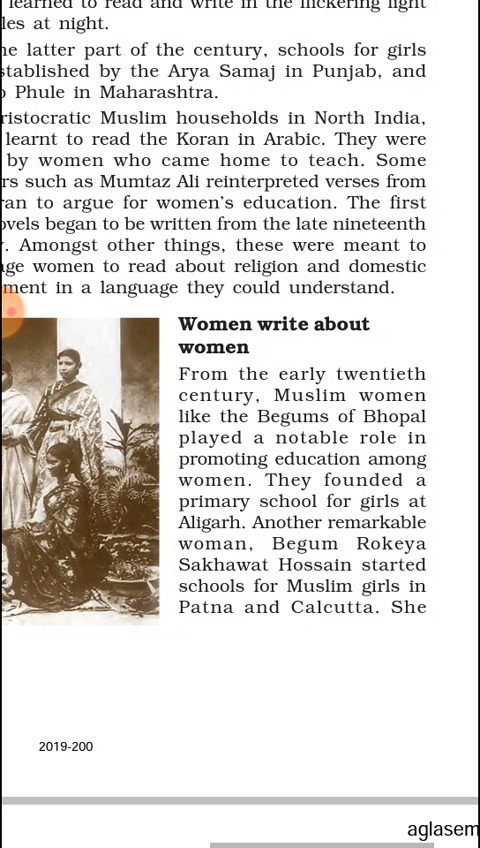 learned to read and write in the flickering light
les at night.
he latter part of the century, schools for girls
stablished by the Arya Samaj in Punjab, and
o Phule in Maharashtra.
ristocratic Muslim households in North India,
learnt to read the Koran in Arabic. They were
by women who came home to teach. Some
rs such as Mumtaz Ali reinterpreted verses from
ran to argue for women's education. The first
ovels began to be written from the late nineteenth
y. Amongst other things, these were meant to
age women to read about religion and domestic
ment in a language they could understand.
Women write about
women
From the early twentieth
century, Muslim women
like the Begums of Bhopal
played a notable role in
promoting education among
women. They founded a
primary school for girls at
Aligarh. Another remarkable
woman, Begum Rokeya
Sakhawat Hossain started
schools for Muslim girls in
Patna and Calcutta. She
2019-200
aglasem